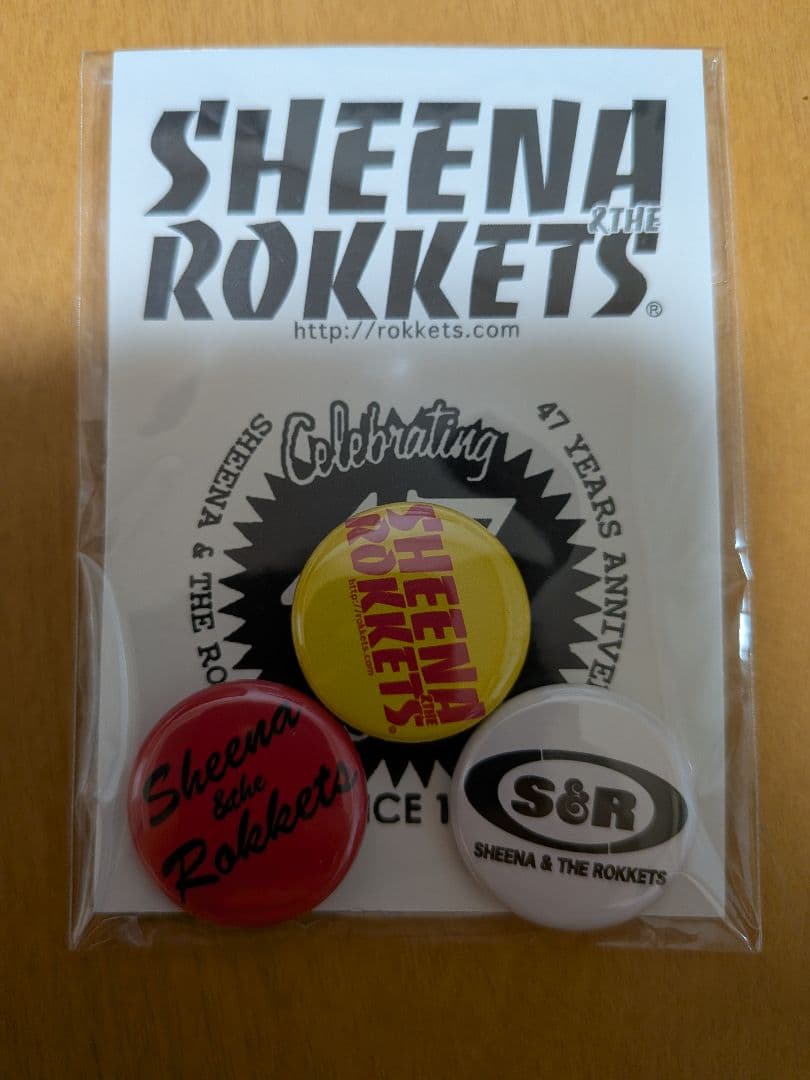 SHEENA
&THE
ROKKETS®
http://rokkets.com
Celebrating
SHEENA & THE RO
47 YEARS ANNIVE
47
SHEENA
&THE
ROKKETS®
http://rokkets.com
Sheena
&the
Rokkets
S&R
SHEENA & THE ROKKETS
ICE 1